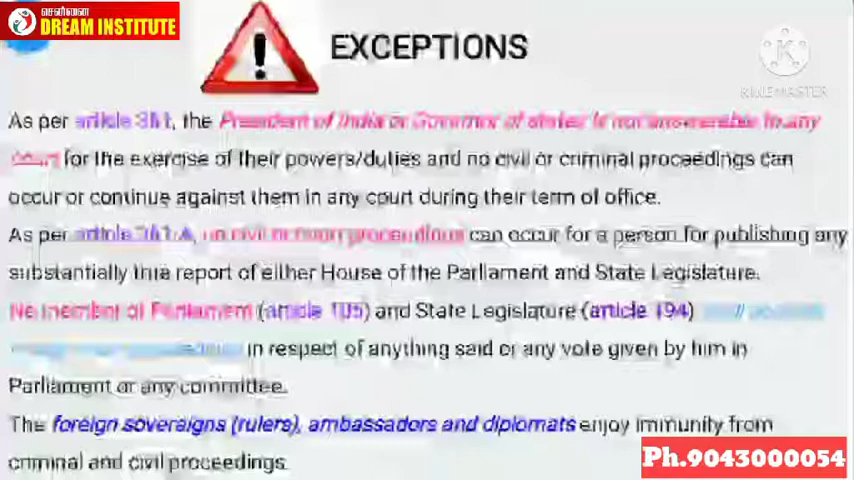 சென்னை
DREAM INSTITUTE
EXCEPTIONS
KINEMASTER
As per article 361, the President of India or Governor of states is not answerable to any
court for the exercise of their powers/duties and no civil or criminal proceedings can
occur or continue against them in any court during their term of office.
As per article 361-A, no civil or court proceedings can occur for a person for publishing any
substantially true report of either House of the Parliament and State Legislature.
No member of Parliament (article 105) and State Legislature (article 194)
in respect of anything said or any vote given by him in
Parliament or any committee.
The foreign sovereigns (rulers), ambassadors and diplomats enjoy immunity from
criminal and civil proceedings.
Ph.9043000054